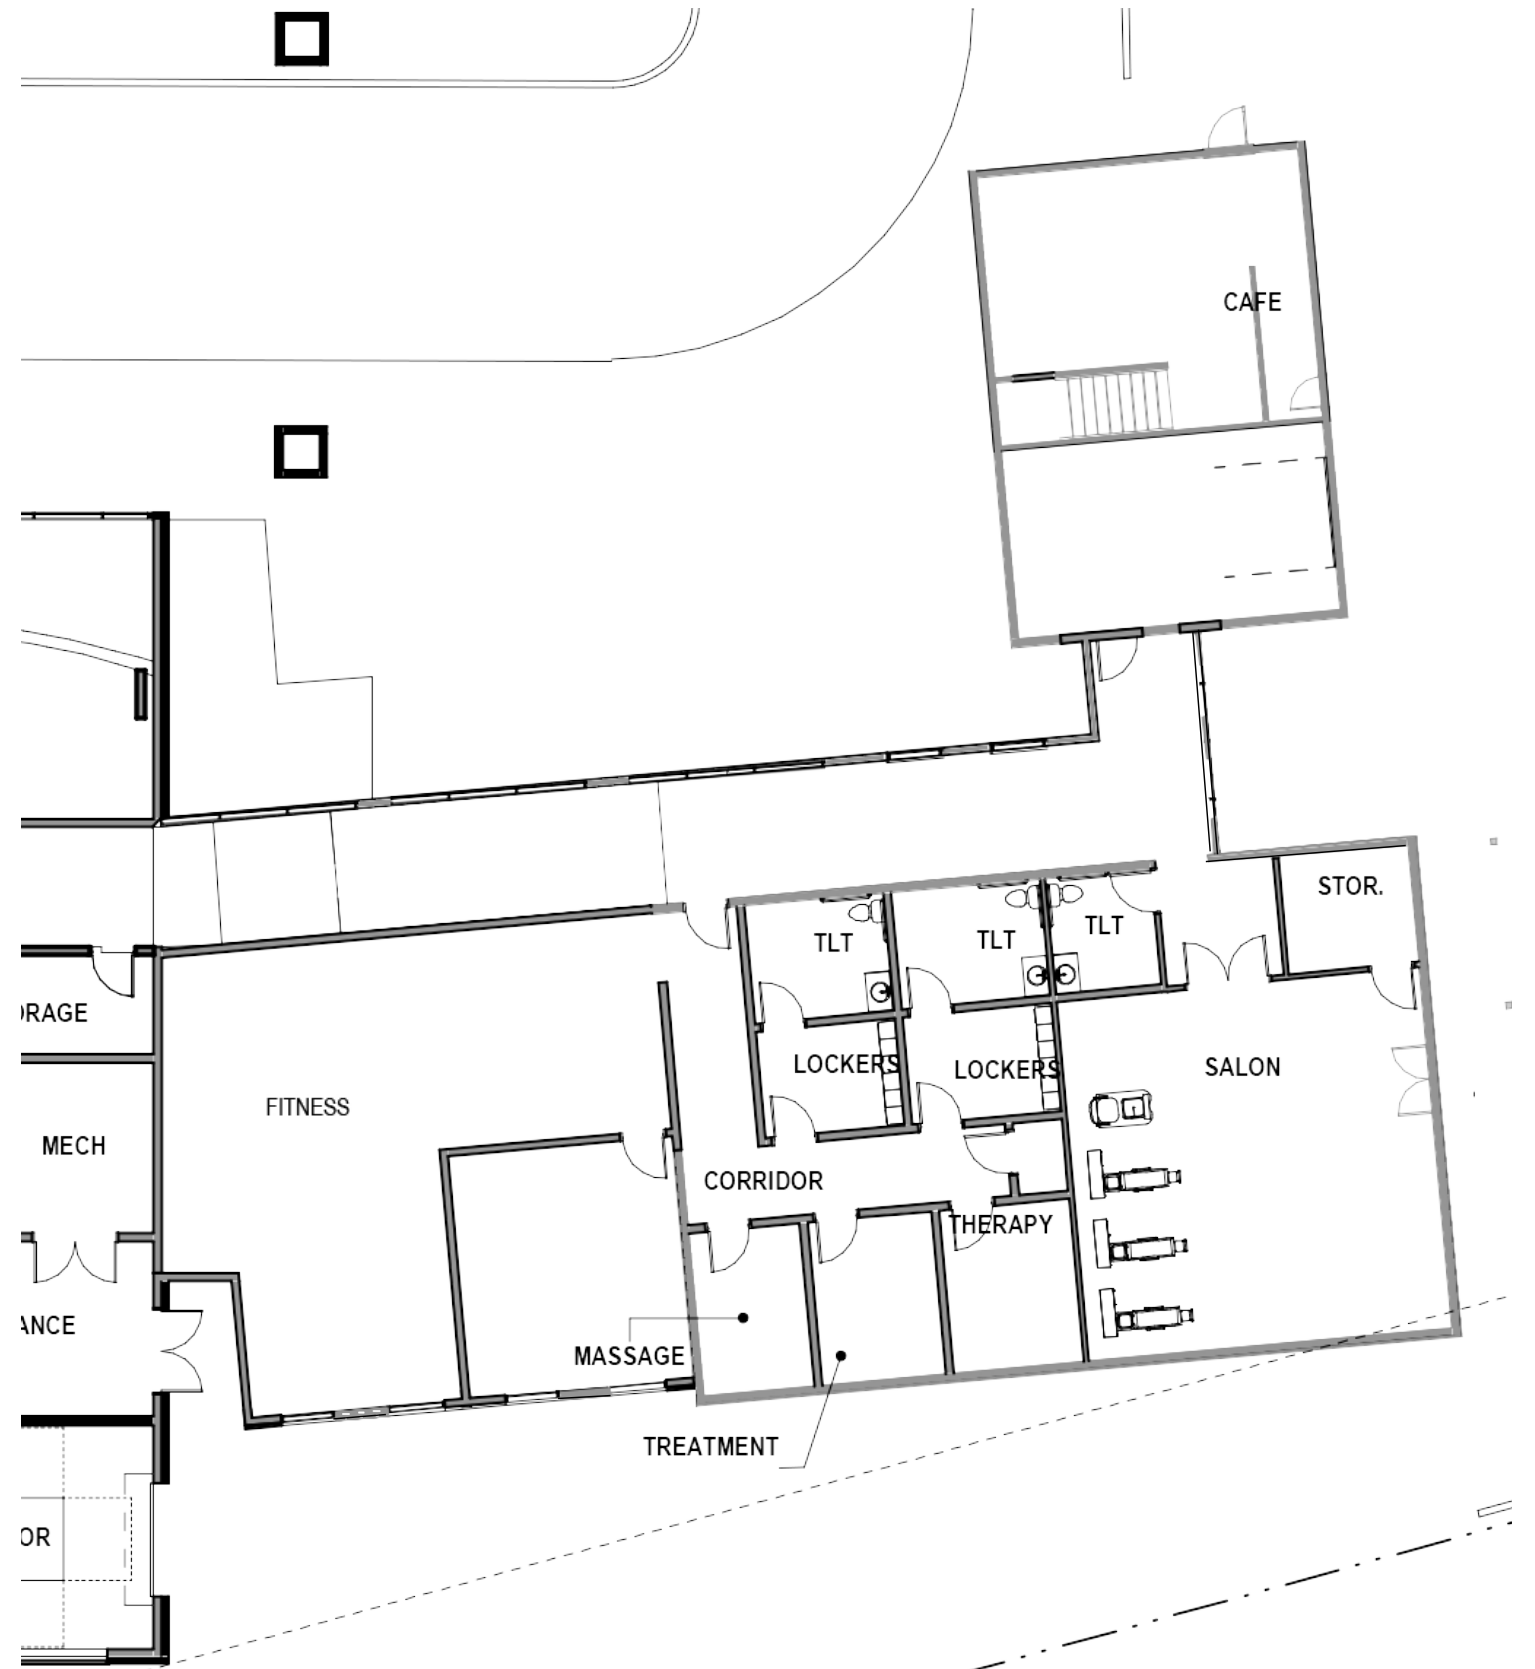 CAFE
STOR.
TLT
TLT
TLT
ORAGE
LOCKERS
LOCKERS
SALON
FITNESS
MECH
CORRIDOR
THERAPY
ANCE
MASSAGE
TREATMENT
OR